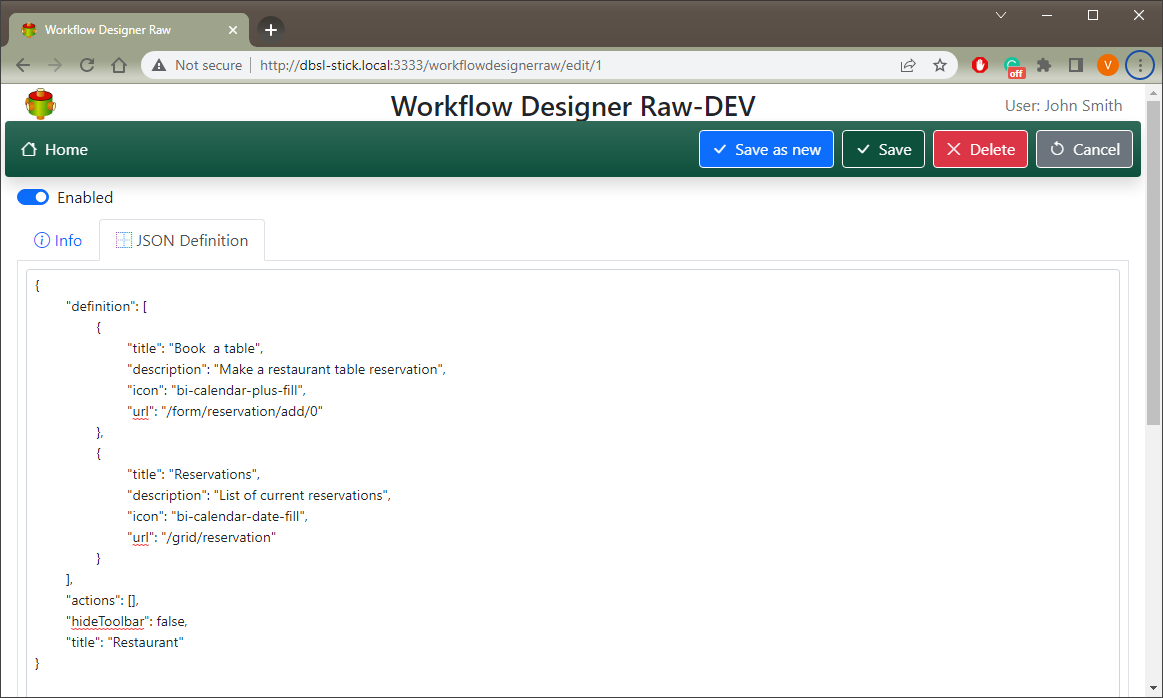 Workflow Designer Raw
Not secure
http://dbsl-stick.local:3333/workflowdesignerraw/edit/1
off
V
Workflow Designer Raw-DEV
User: John Smith
Home
Save as new
Save
Delete
Cancel
Enabled
Info
JSON Definition
{
"definition": [
{
"title": "Book  a table",
"description": "Make a restaurant table reservation",
"icon": "bi-calendar-plus-fill",
"url": "/form/reservation/add/0"
},
{
"title": "Reservations",
"description": "List of current reservations",
"icon": "bi-calendar-date-fill",
"url": "/grid/reservation"
}
],
"actions": [],
"hideToolbar": false,
"title": "Restaurant"
}